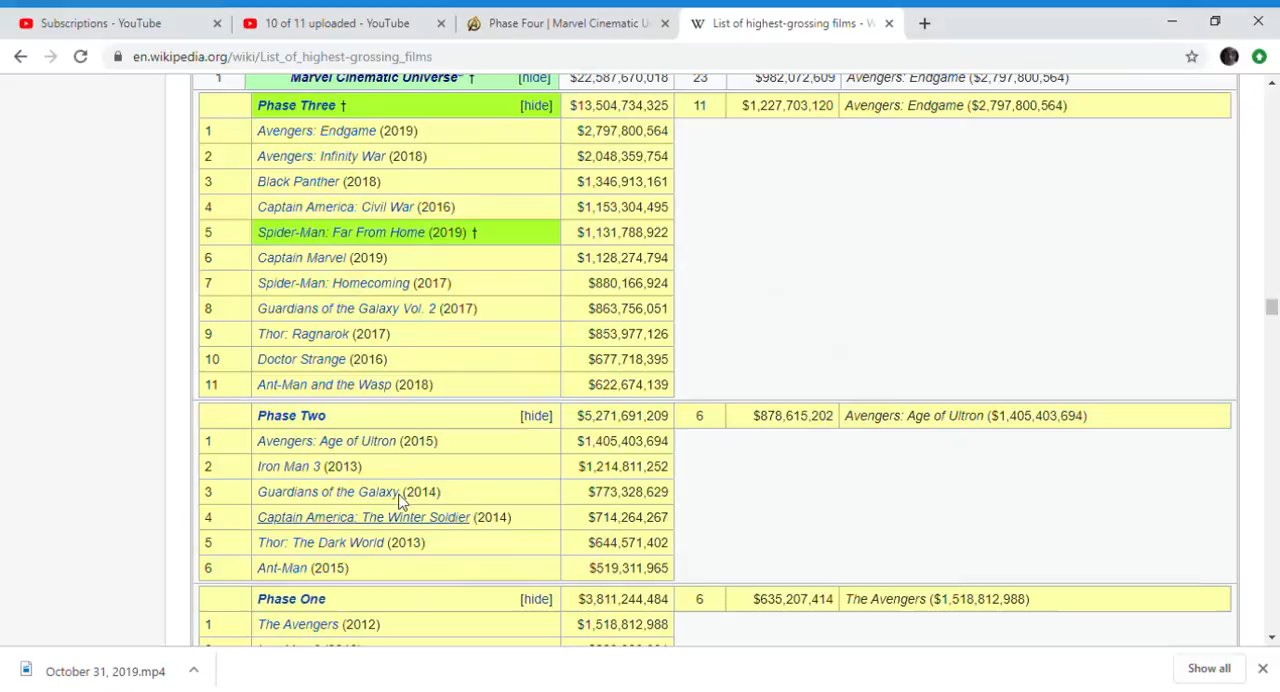 Subscriptions - YouTube
10 of 11 uploaded - YouTube
Phase Four | Marvel Cinematic U
List of highest-grossing films - W
en.wikipedia.org/wiki/List_of_highest-grossing_films
1 Marvel Cinematic Universe † [hide] $22,587,670,018 23 $982,072,609 Avengers: Endgame ($2,797,800,564)
Phase Three † [hide] $13,504,734,325 11 $1,227,703,120 Avengers: Endgame ($2,797,800,564)
1 Avengers: Endgame (2019) $2,797,800,564
2 Avengers: Infinity War (2018) $2,048,359,754
3 Black Panther (2018) $1,346,913,161
4 Captain America: Civil War (2016) $1,153,304,495
5 Spider-Man: Far From Home (2019) † $1,131,788,922
6 Captain Marvel (2019) $1,128,274,794
7 Spider-Man: Homecoming (2017) $880,166,924
8 Guardians of the Galaxy Vol. 2 (2017) $863,756,051
9 Thor: Ragnarok (2017) $853,977,126
10 Doctor Strange (2016) $677,718,395
11 Ant-Man and the Wasp (2018) $622,674,139
Phase Two [hide] $5,271,691,209 6 $878,615,202 Avengers: Age of Ultron ($1,405,403,694)
1 Avengers: Age of Ultron (2015) $1,405,403,694
2 Iron Man 3 (2013) $1,214,811,252
3 Guardians of the Galaxy (2014) $773,328,629
4 Captain America: The Winter Soldier (2014) $714,264,267
5 Thor: The Dark World (2013) $644,571,402
6 Ant-Man (2015) $519,311,965
Phase One [hide] $3,811,244,484 6 $635,207,414 The Avengers ($1,518,812,988)
1 The Avengers (2012) $1,518,812,988
October 31, 2019.mp4
Show all